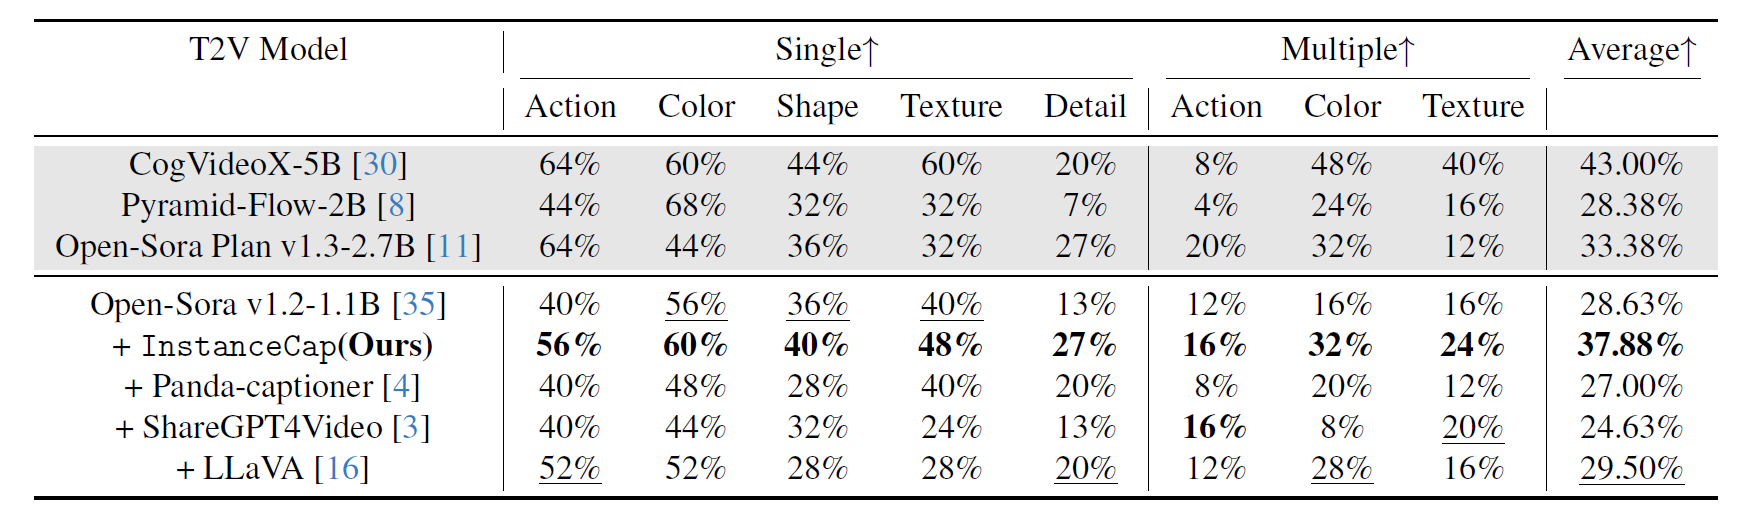 T2V Model Single↑ Multiple↑ Average↑
Action Color Shape Texture Detail Action Color Texture
CogVideoX-5B [30] 64% 60% 44% 60% 20% 8% 48% 40% 43.00%
Pyramid-Flow-2B [8] 44% 68% 32% 32% 7% 4% 24% 16% 28.38%
Open-Sora Plan v1.3-2.7B [11] 64% 44% 36% 32% 27% 20% 32% 12% 33.38%
Open-Sora v1.2-1.1B [35] 40% 56% 36% 40% 13% 12% 16% 16% 28.63%
+ InstanceCap(Ours) 56% 60% 40% 48% 27% 16% 32% 24% 37.88%
+ Panda-captioner [4] 40% 48% 28% 40% 20% 8% 20% 12% 27.00%
+ ShareGPT4Video [3] 40% 44% 32% 24% 13% 16% 8% 20% 24.63%
+ LLaVA [16] 52% 52% 28% 28% 20% 12% 28% 16% 29.50%